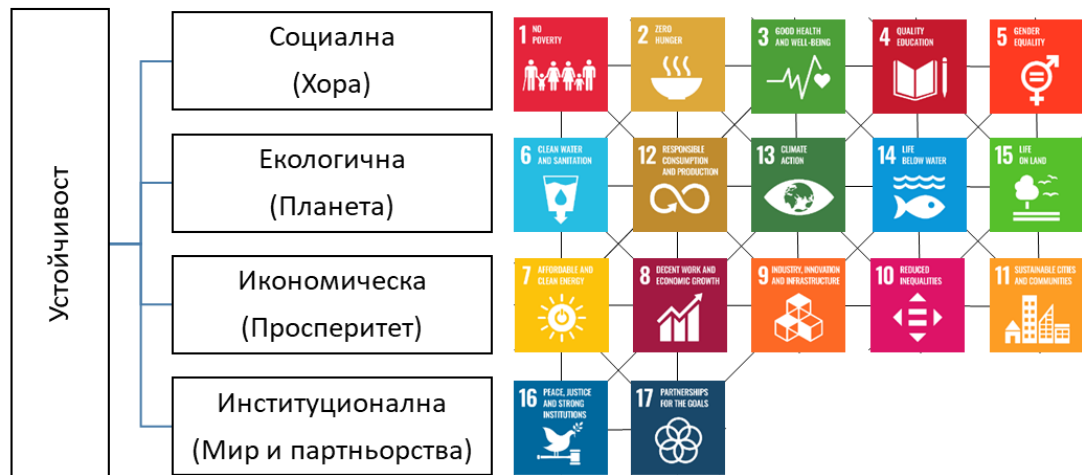 Устойчивост
Социална
(Хора)
1 NO
POVERTY
2 ZERO
HUNGER
3 GOOD HEALTH
AND WELL-BEING
4 QUALITY
EDUCATION
5 GENDER
EQUALITY
Екологична
(Планета)
6 CLEAN WATER
AND SANITATION
12 RESPONSIBLE
CONSUMPTION
AND PRODUCTION
13 CLIMATE
ACTION
14 LIFE
BELOW WATER
15 LIFE
ON LAND
Икономическа
(Просперитет)
7 AFFORDABLE AND
CLEAN ENERGY
8 DECENT WORK AND
ECONOMIC GROWTH
9 INDUSTRY, INNOVATION
AND INFRASTRUCTURE
10 REDUCED
INEQUALITIES
11 SUSTAINABLE CITIES
AND COMMUNITIES
Институционална
(Мир и партньорства)
16 PEACE, JUSTICE
AND STRONG
INSTITUTIONS
17 PARTNERSHIPS
FOR THE GOALS